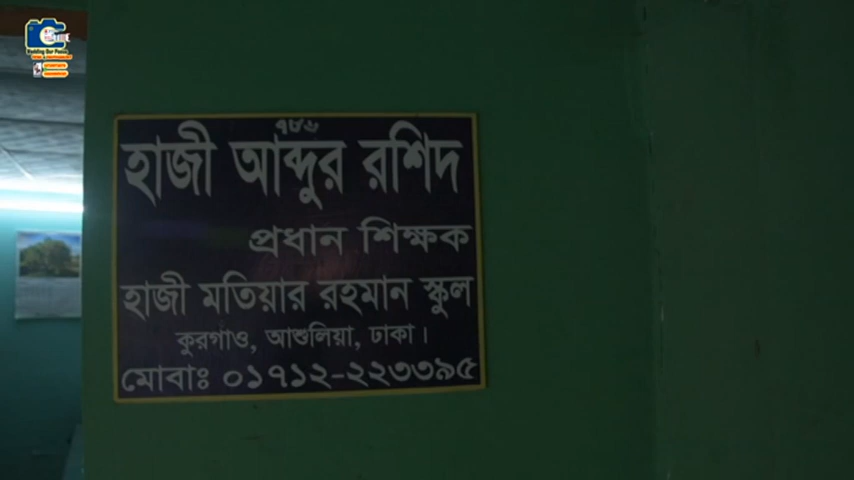 ৭৮৬
হাজী আব্দুর রশিদ
প্রধান শিক্ষক
হাজী মতিয়ার রহমান স্কুল
কুরগাও, আশুলিয়া, ঢাকা।
মোবাঃ ০১৭১২-২২৩৩৯৫